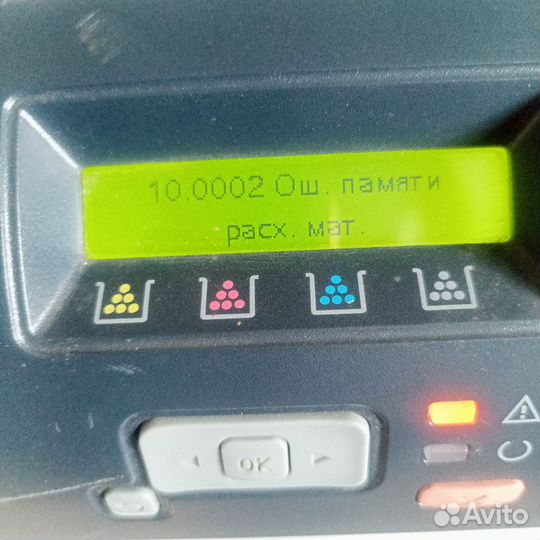 10.0002 Ош. памяти
расх. мат.
OK
Avito